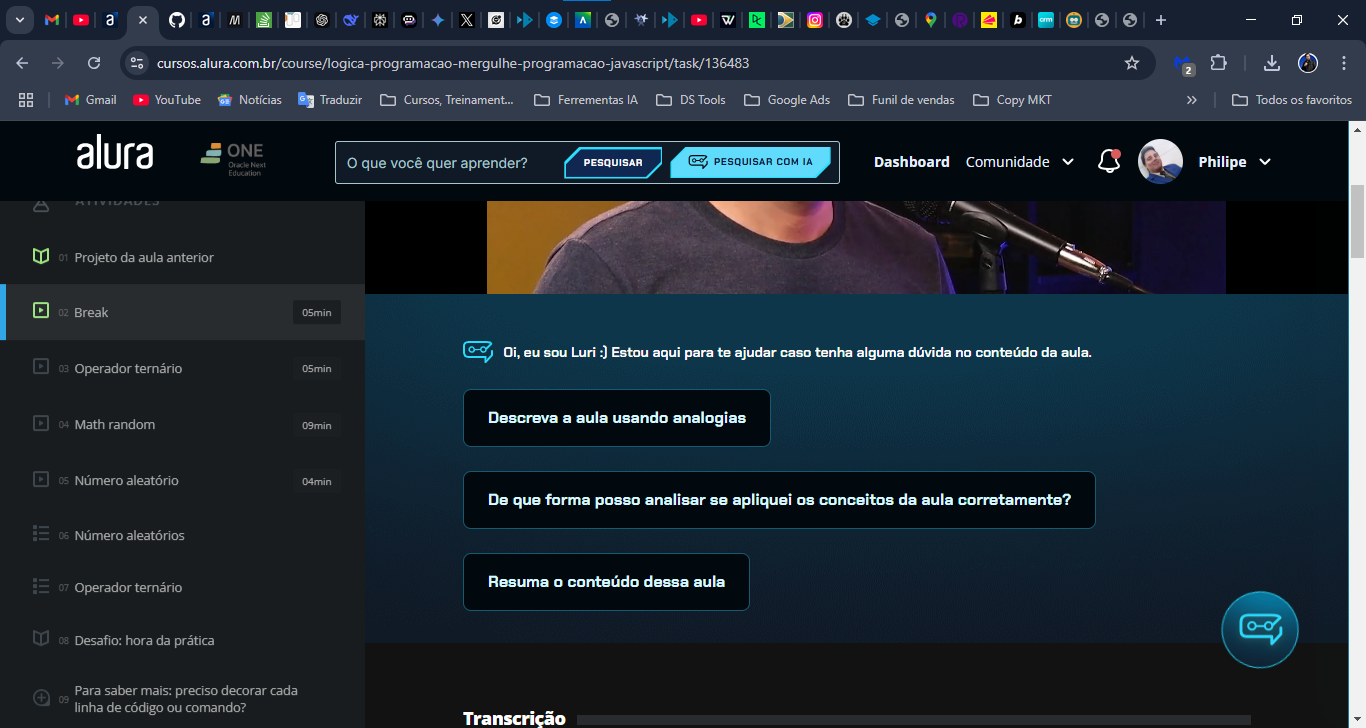 cursos.alura.com.br/course/logica-programacao-mergulhe-programacao-javascript/task/136483
2
Gmail
YouTube
Notícias
Traduzir
Cursos, Treinament...
Ferrementas IA
DS Tools
Google Ads
Funil de vendas
Copy MKT
Todos os favoritos
alura
ONE
Oracle Next
Education
O que você quer aprender?
PESQUISAR
PESQUISAR COM IA
Dashboard
Comunidade
Philipe
ATIVIDADES
01 Projeto da aula anterior
02 Break 05min
03 Operador ternário 05min
04 Math random 09min
05 Número aleatório 04min
06 Número aleatórios
07 Operador ternário
08 Desafio: hora da prática
09 Para saber mais: preciso decorar cada
linha de código ou comando?
Oi, eu sou Luri :) Estou aqui para te ajudar caso tenha alguma dúvida no conteúdo da aula.
Descreva a aula usando analogias
De que forma posso analisar se apliquei os conceitos da aula corretamente?
Resuma o conteúdo dessa aula
Transcrição